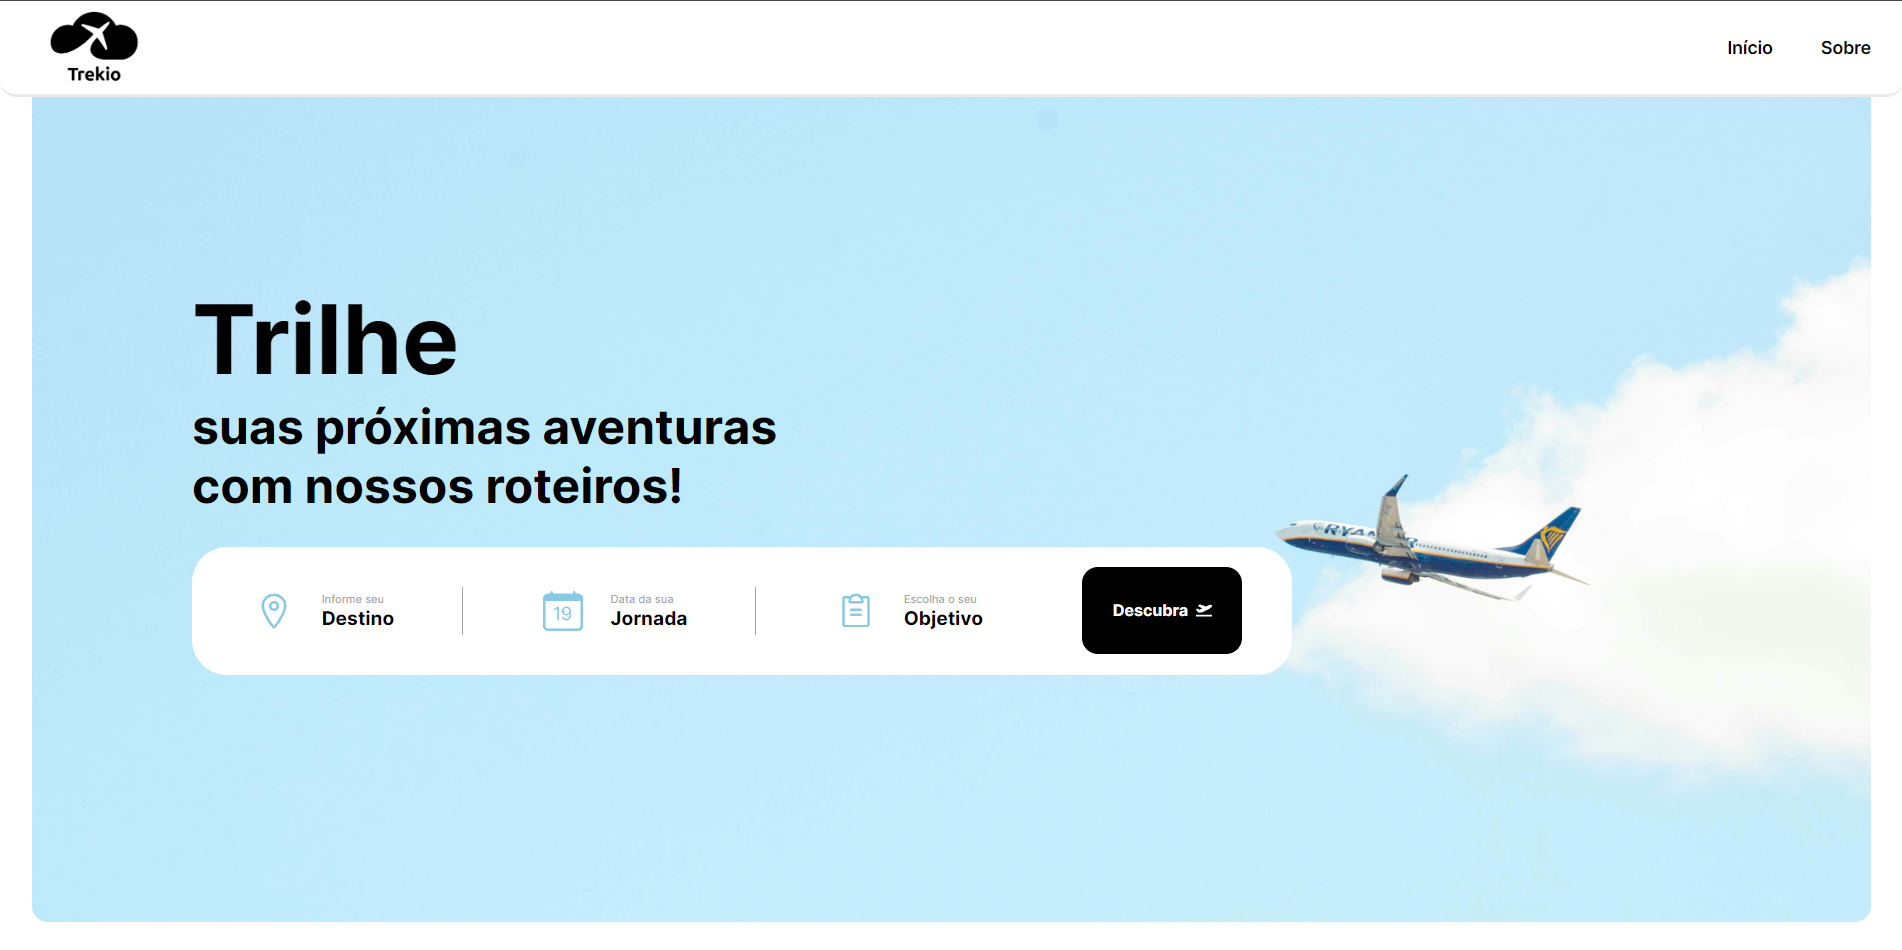 Trekio
Início
Sobre
Trilhe
suas próximas aventuras
com nossos roteiros!
Informe seu
Destino
19
Data da sua
Jornada
Escolha o seu
Objetivo
Descubra